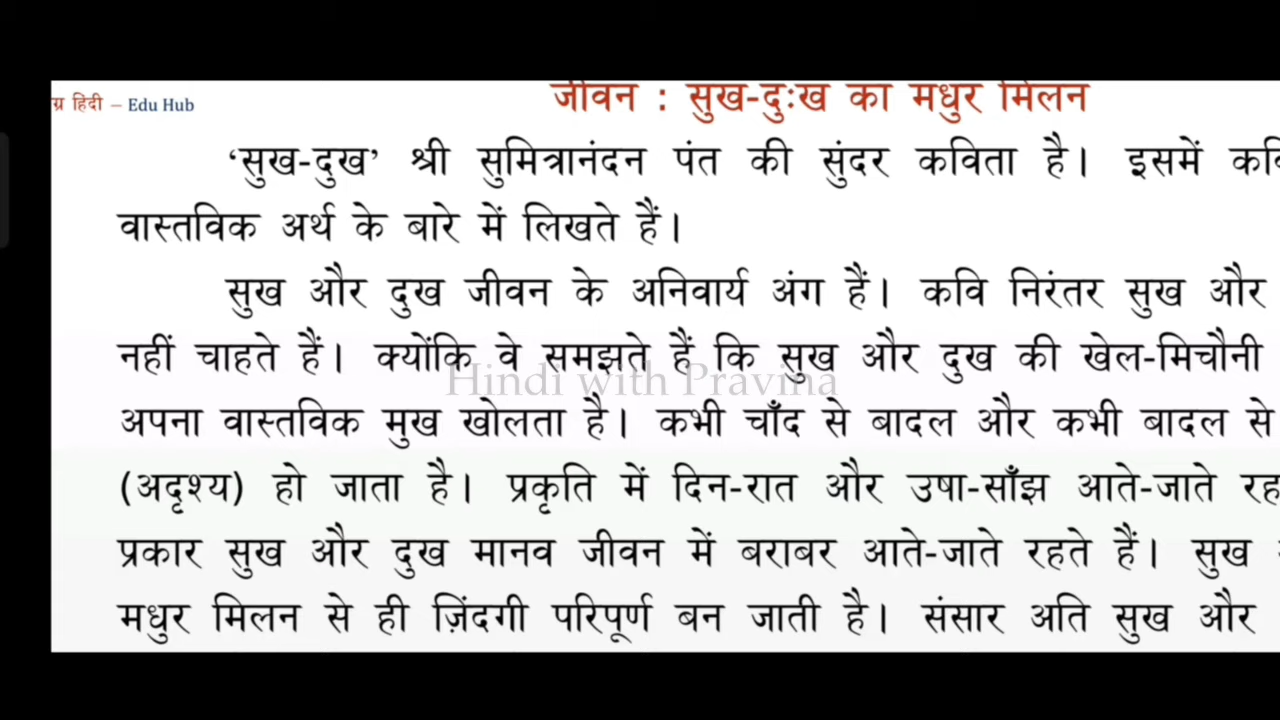 ग्र हिदी – Edu Hub
जीवन : सुख-दुःख का मधुर मिलन
‘सुख-दुख’ श्री सुमित्रानंदन पंत की सुंदर कविता है। इसमें
वास्तविक अर्थ के बारे में लिखते हैं।
सुख और दुख जीवन के अनिवार्य अंग हैं। कवि निरंतर सुख और
नहीं चाहते हैं। क्योंकि वे समझते हैं कि सुख और दुख की खेल-मिचौनी
Hindi with Pravina
अपना वास्तविक मुख खोलता है। कभी चाँद से बादल और कभी बादल से
(अदृश्य) हो जाता है। प्रकृति में दिन-रात और उषा-साँझ आते-जाते
प्रकार सुख और दुख मानव जीवन में बराबर आते-जाते रहते हैं। सुख
मधुर मिलन से ही ज़िंदगी परिपूर्ण बन जाती है। संसार अति सुख और